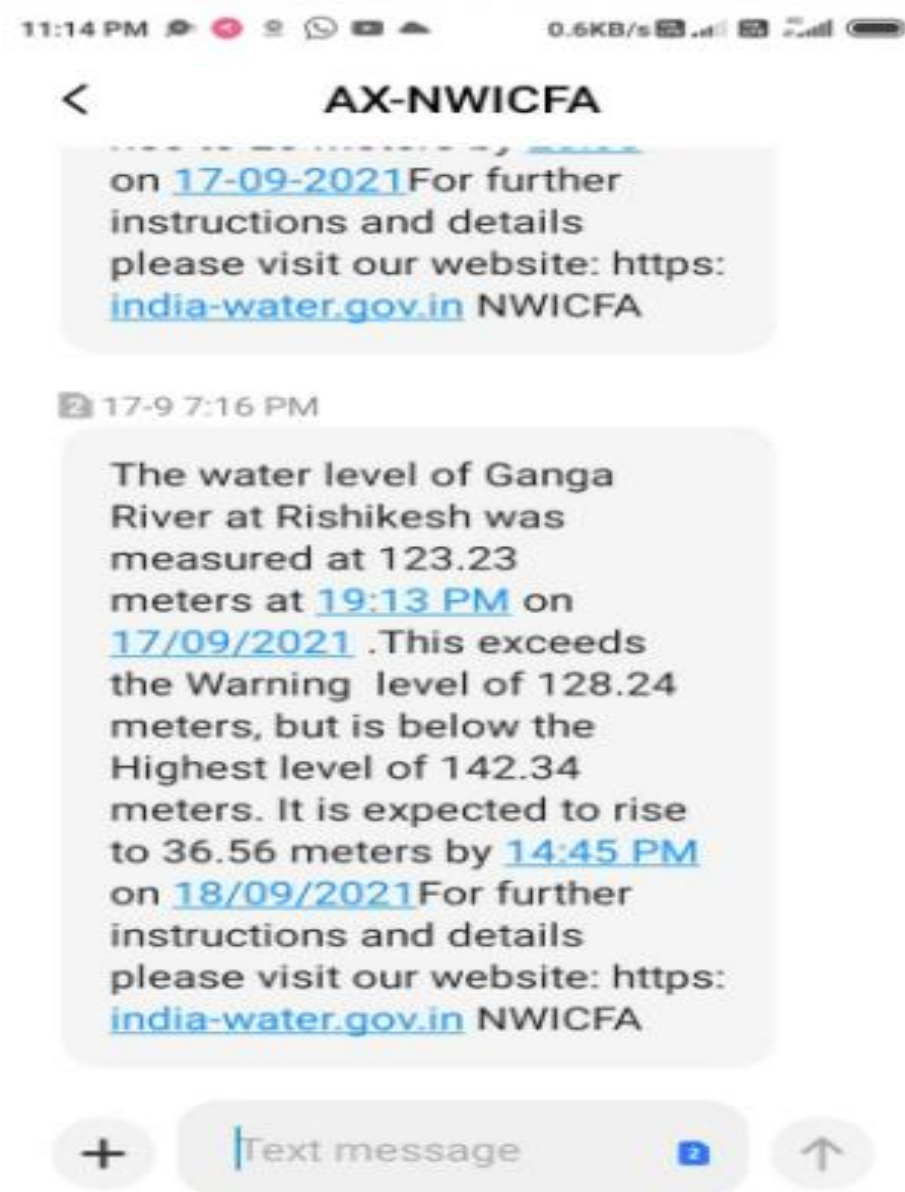 11:14 PM 0.6KB/s
AX-NWICFA
on 17-09-2021For further
instructions and details
please visit our website: https:
india-water.gov.in NWICFA
2 17-9 7:16 PM
The water level of Ganga
River at Rishikesh was
measured at 123.23
meters at 19:13 PM on
17/09/2021 .This exceeds
the Warning  level of 128.24
meters, but is below the
Highest level of 142.34
meters. It is expected to rise
to 36.56 meters by 14:45 PM
on 18/09/2021For further
instructions and details
please visit our website: https:
india-water.gov.in NWICFA
Text message 2